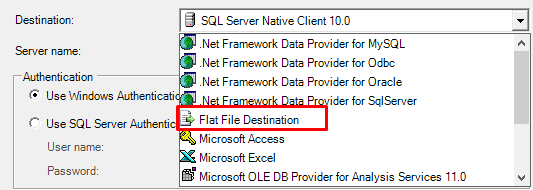 Destination: SQL Server Native Client 10.0
Server name: .Net Framework Data Provider for MySQL
.Net Framework Data Provider for Odbc
Authentication .Net Framework Data Provider for Oracle
Use Windows Authenticatio .Net Framework Data Provider for SqlServer
Flat File Destination
Use SQL Server Authentic Microsoft Access
User name: Microsoft Excel
Password: Microsoft OLE DB Provider for Analysis Services 11.0